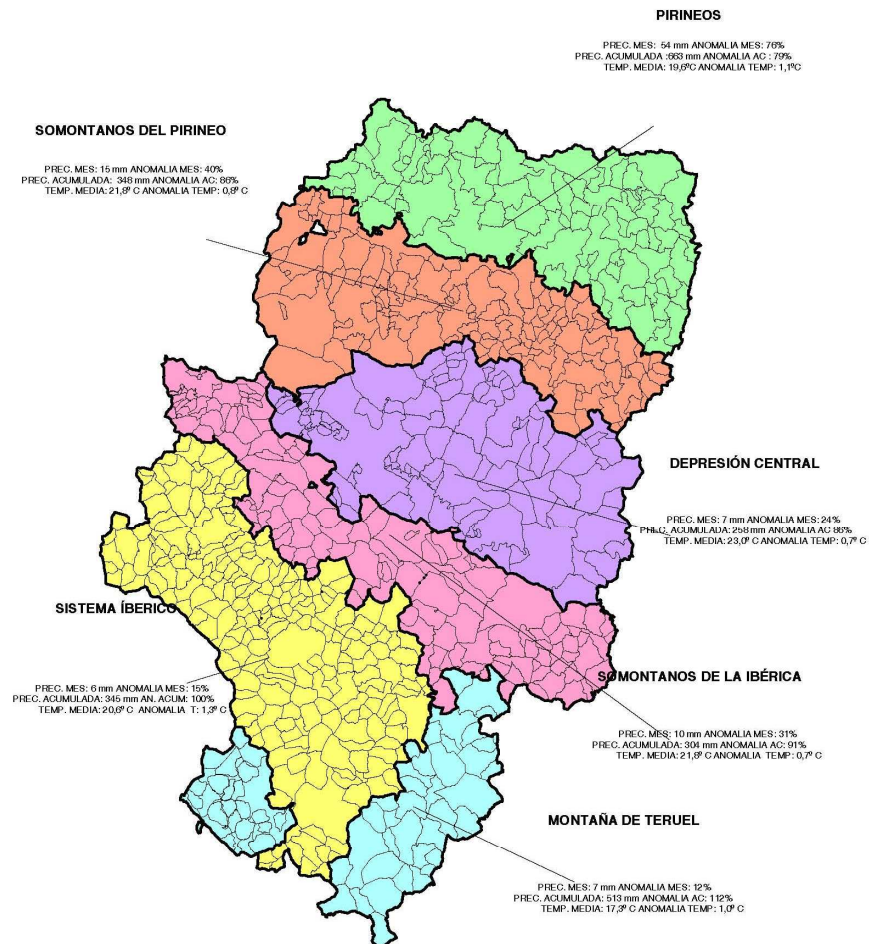 PIRINEOS
PREC. MES: 54 mm ANOMALIA MES: 76%
PREC. ACUMULADA :663 mm ANOMALIA AC : 79%
TEMP. MEDIA: 19,6ºC ANOMALIA TEMP: 1,1ºC
SOMONTANOS DEL PIRINEO
PREC. MES: 15 mm ANOMALIA MES: 40%
PREC. ACUMULADA: 348 mm ANOMALIA AC: 86%
TEMP. MEDIA: 21,8º C ANOMALIA TEMP: 0,8º C
DEPRESIÓN CENTRAL
PREC. MES: 7 mm ANOMALIA MES: 24%
PREC. ACUMULADA: 258 mm ANOMALIA AC 86%
TEMP. MEDIA: 23,0º C ANOMALIA TEMP: 0,7º C
SISTEMA ÍBERICO
PREC. MES: 6 mm ANOMALIA MES: 15%
PREC. ACUMULADA: 345 mm AN. ACUM: 100%
TEMP. MEDIA: 20,6º C ANOMALIA T: 1,3º C
SOMONTANOS DE LA IBÉRICA
PREC. MES: 10 mm ANOMALIA MES: 31%
PREC. ACUMULADA: 304 mm ANOMALIA AC: 91%
TEMP. MEDIA: 21,8º C ANOMALIA TEMP: 0,7º C
MONTAÑA DE TERUEL
PREC. MES: 7 mm ANOMALIA MES: 12%
PREC. ACUMULADA: 513 mm ANOMALIA AC: 112%
TEMP. MEDIA: 17,3º C ANOMALIA TEMP: 1,0º C